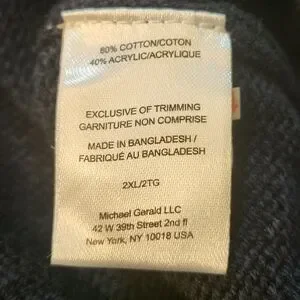 60% COTTON/COTON
40% ACRYLIC/ACRYLIQUE
EXCLUSIVE OF TRIMMING
GARNITURE NON COMPRISE
MADE IN BANGLADESH /
FABRIQUÉ AU BANGLADESH
2XL/2TG
Michael Gerald LLC
42 W 39th Street 2nd fl
New York, NY 10018 USA